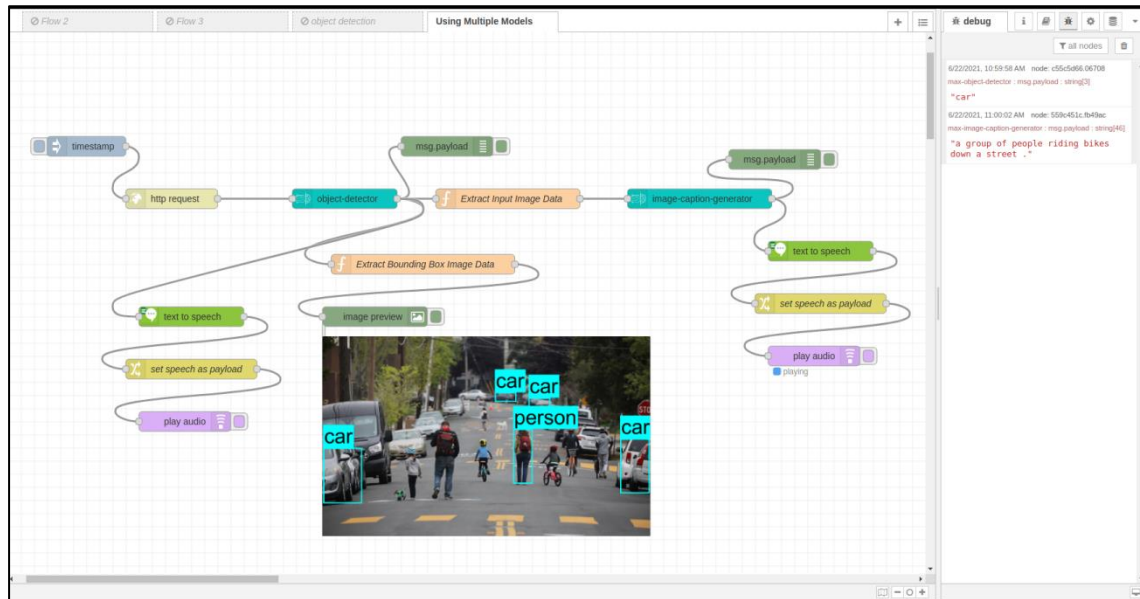 Flow 2
Flow 3
object detection
Using Multiple Models
debug
all nodes
6/22/2021, 10:59:58 AM node: c55c5d66.06708
max-object-detector : msg.payload : string[3]
"car"
6/22/2021, 11:00:02 AM node: 559c451c.fb49ac
max-image-caption-generator : msg.payload : string[46]
"a group of people riding bikes
down a street ."
timestamp
msg.payload
msg.payload
http request
object-detector
Extract Input Image Data
image-caption-generator
text to speech
Extract Bounding Box Image Data
set speech as payload
text to speech
image preview
play audio
playing
set speech as payload
play audio
car
car
person
car
car